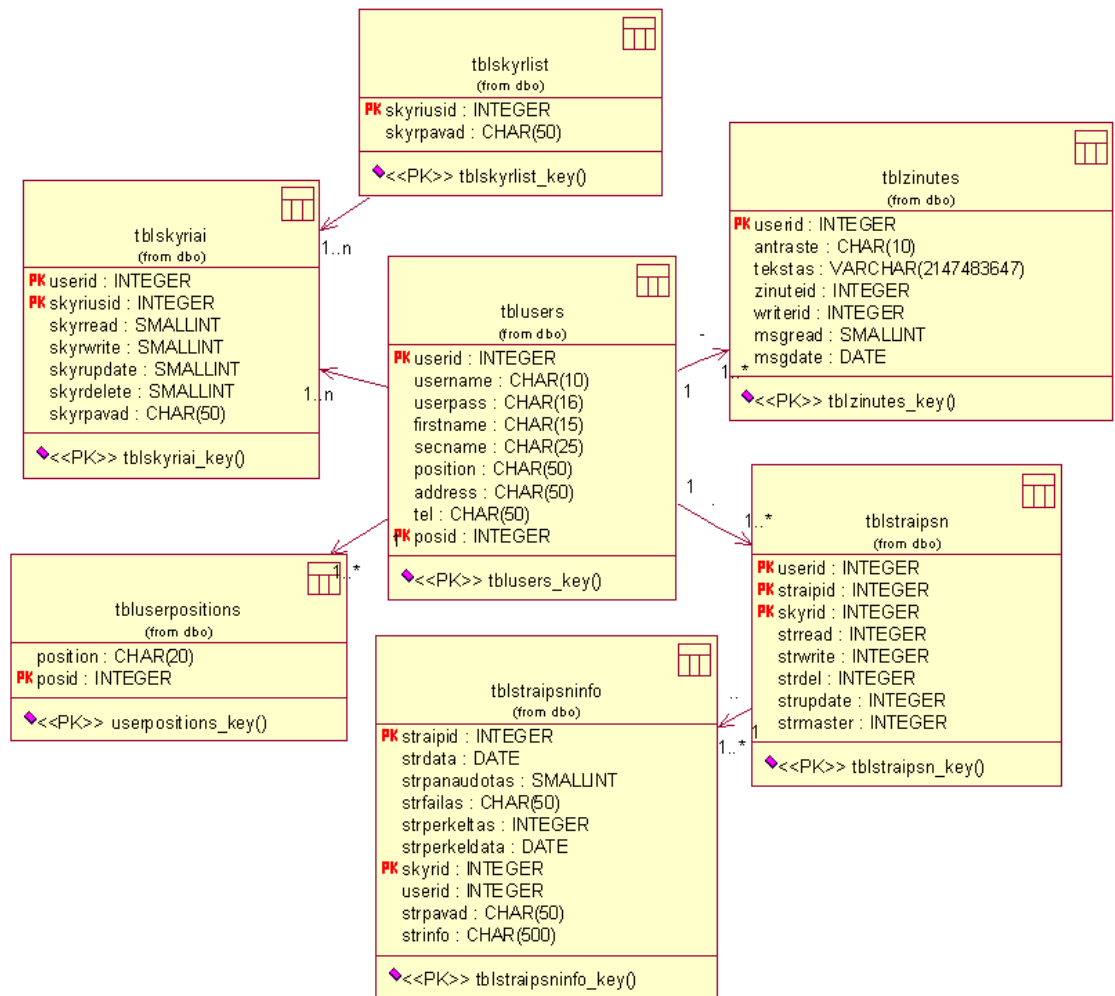 tblskyrlist
(from dbo)
PK skyriusid : INTEGER
skyrpavad : CHAR(50)
<<PK>> tblskyrlist_key()
tblskyriai
(from dbo)
PK userid : INTEGER
PK skyriusid : INTEGER
skyrread : SMALLINT
skyrwrite : SMALLINT
skyrupdate : SMALLINT
skyrdelete : SMALLINT
skyrpavad : CHAR(50)
<<PK>> tblskyriai_key()
1..n
1..n
tblusers
(from dbo)
PK userid : INTEGER
username : CHAR(10)
userpass : CHAR(16)
firstname : CHAR(15)
secname : CHAR(25)
position : CHAR(50)
address : CHAR(50)
tel : CHAR(50)
PK posid : INTEGER
<<PK>> tblusers_key()
tblzinutes
(from dbo)
PK userid : INTEGER
antraste : CHAR(10)
tekstas : VARCHAR(2147483647)
zinuteid : INTEGER
writerid : INTEGER
msgread : SMALLINT
msgdate : DATE
<<PK>> tblzinutes_key()
1
1..*
1
1..*
tblstraipsn
(from dbo)
PK userid : INTEGER
PK straipid : INTEGER
PK skyrid : INTEGER
strread : INTEGER
strwrite : INTEGER
strdel : INTEGER
strupdate : INTEGER
strmaster : INTEGER
<<PK>> tblstraipsn_key()
1
1..*
tbluserpositions
(from dbo)
position : CHAR(20)
PK posid : INTEGER
<<PK>> userpositions_key()
1
1..*
tblstraipsninfo
(from dbo)
PK straipid : INTEGER
strdata : DATE
strpanaudotas : SMALLINT
strfailas : CHAR(50)
strperkeltas : INTEGER
strperkeldata : DATE
PK skyrid : INTEGER
userid : INTEGER
strpavad : CHAR(50)
strinfo : CHAR(500)
<<PK>> tblstraipsninfo_key()